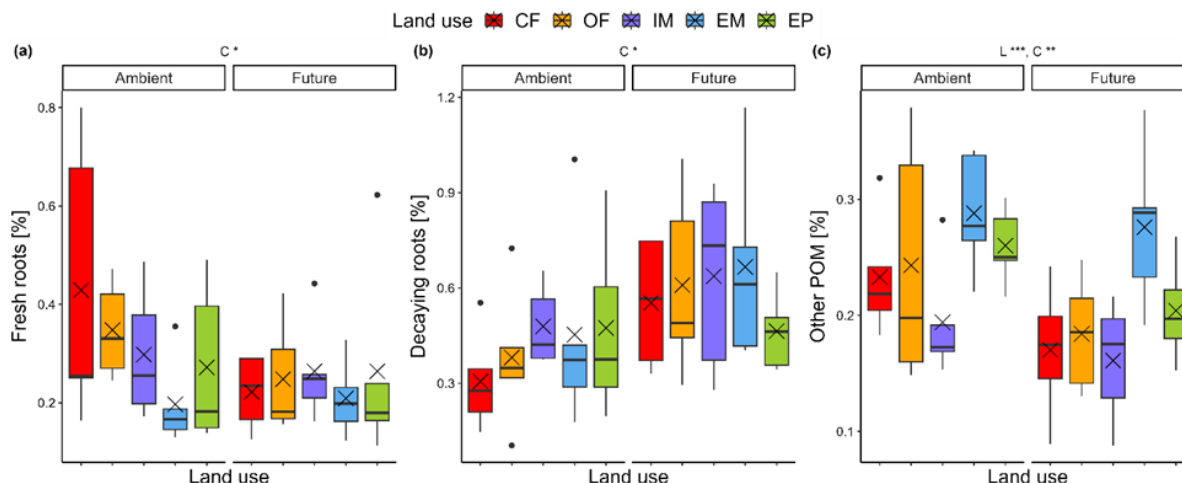 Land use CF OF IM EM EP
(a) C * (b) C * (c) L ***, C **
Ambient Future Ambient Future Ambient Future
Fresh roots [%]
0.8
0.6
0.4
0.2
Land use
Decaying roots [%]
1.2
0.9
0.6
0.3
Land use
Other POM [%]
0.3
0.2
0.1
Land use